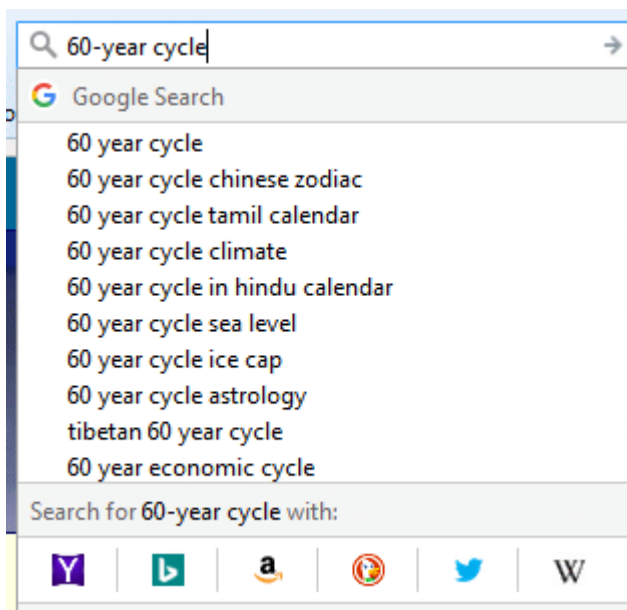 60-year cycle
Google Search
60 year cycle
60 year cycle chinese zodiac
60 year cycle tamil calendar
60 year cycle climate
60 year cycle in hindu calendar
60 year cycle sea level
60 year cycle ice cap
60 year cycle astrology
tibetan 60 year cycle
60 year economic cycle
Search for 60-year cycle with: